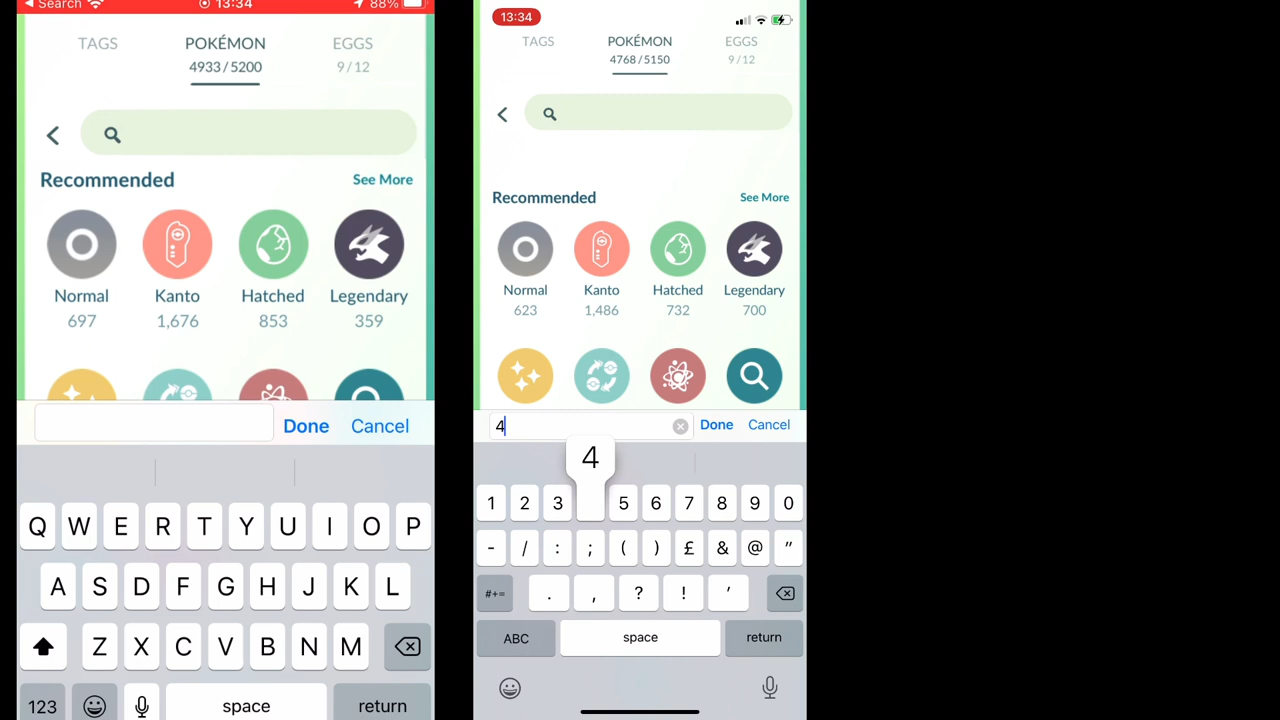 Search
13:34
88%
TAGS
POKÉMON
EGGS
4933/5200
9/12
Recommended
See More
Normal
Kanto
Hatched
Legendary
697
1,676
853
359
Done
Cancel
Q W E R T Y U I O P
A S D F G H J K L
Z X C V B N M
123
space
return
13:34
TAGS
POKÉMON
EGGS
4768/5150
9/12
Recommended
See More
Normal
Kanto
Hatched
Legendary
623
1,486
732
700
4
Done
Cancel
4
1 2 3 5 6 7 8 9 0
- / : ; ( ) £ & @ ”
#+= . , ? ! ’
ABC
space
return